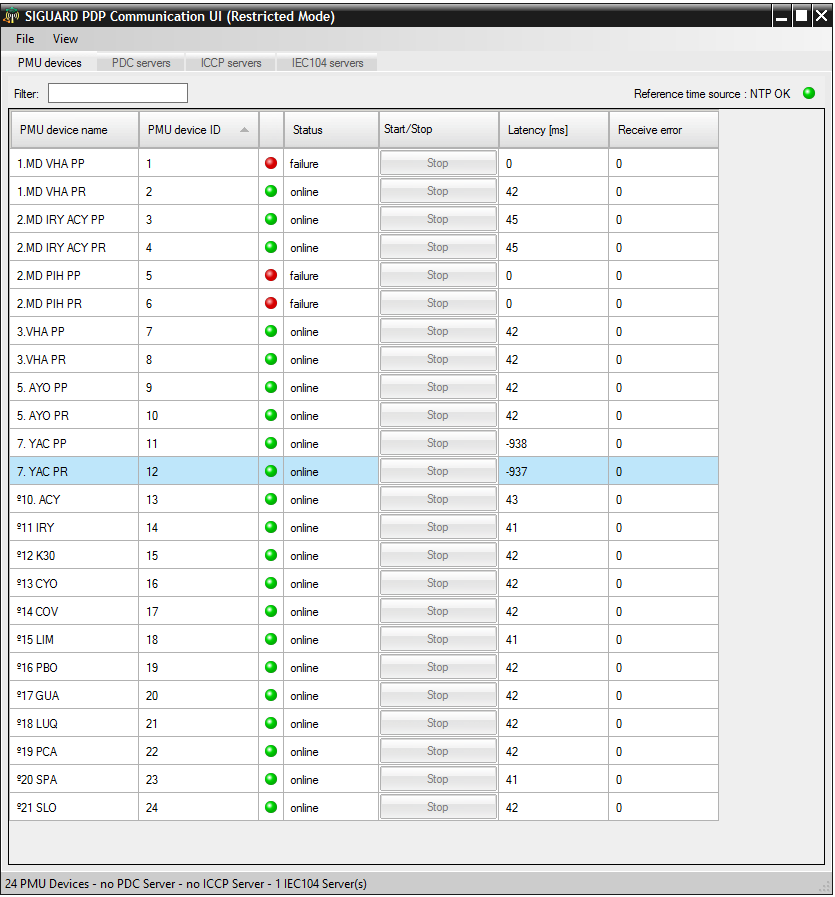 SIGUARD PDP Communication UI (Restricted Mode)
File View
PMU devices PDC servers ICCP servers IEC104 servers
Filter: Reference time source : NTP OK
PMU device name PMU device ID Status Start/Stop Latency [ms] Receive error
1.MD VHA PP 1 failure Stop 0 0
1.MD VHA PR 2 online Stop 42 0
2.MD IRY ACY PP 3 online Stop 45 0
2.MD IRY ACY PR 4 online Stop 45 0
2.MD PIH PP 5 failure Stop 0 0
2.MD PIH PR 6 failure Stop 0 0
3.VHA PP 7 online Stop 42 0
3.VHA PR 8 online Stop 42 0
5. AYO PP 9 online Stop 42 0
5. AYO PR 10 online Stop 42 0
7. YAC PP 11 online Stop -938 0
7. YAC PR 12 online Stop -937 0
º10. ACY 13 online Stop 43 0
º11 IRY 14 online Stop 41 0
º12 K30 15 online Stop 42 0
º13 CYO 16 online Stop 42 0
º14 COV 17 online Stop 42 0
º15 LIM 18 online Stop 41 0
º16 PBO 19 online Stop 42 0
º17 GUA 20 online Stop 42 0
º18 LUQ 21 online Stop 42 0
º19 PCA 22 online Stop 42 0
º20 SPA 23 online Stop 41 0
º21 SLO 24 online Stop 42 0
24 PMU Devices - no PDC Server - no ICCP Server - 1 IEC104 Server(s)